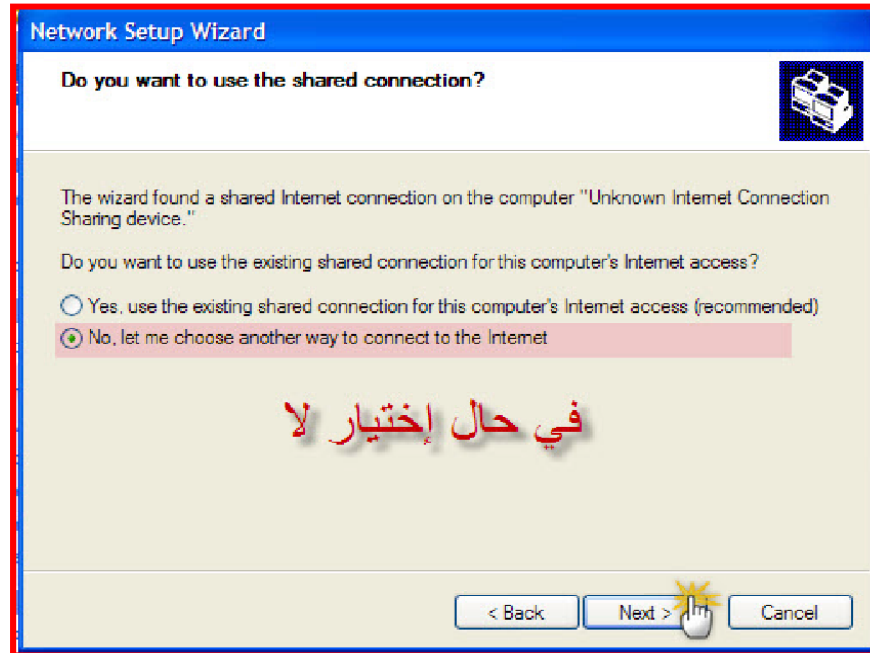 Network Setup Wizard
Do you want to use the shared connection?
The wizard found a shared Internet connection on the computer "Unknown Internet Connection
Sharing device."
Do you want to use the existing shared connection for this computer's Internet access?
Yes, use the existing shared connection for this computer's Internet access (recommended)
No, let me choose another way to connect to the Internet
في حال إختيار لا
< Back Next > Cancel